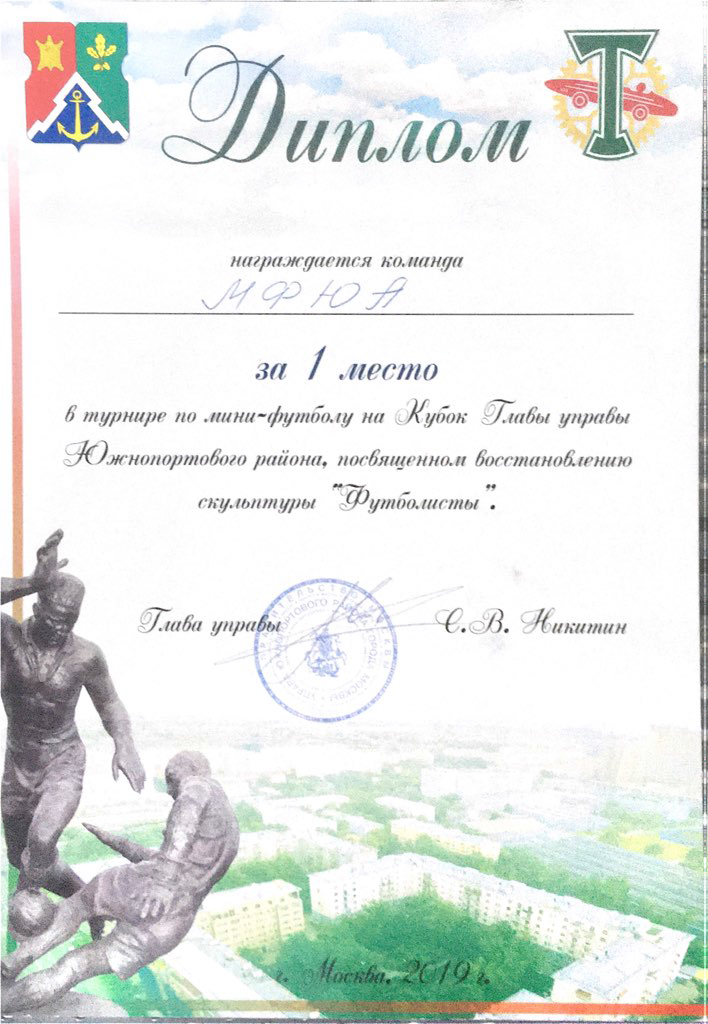 Диплом
награждается команда
МФЮА
за 1 место
в турнире по мини-футболу на Кубок Главы управы
Южнопортового района, посвященном восстановлению
скульптуры "Футболисты".
Глава управы С.В. Никитин
г. Москва, 2019 г.